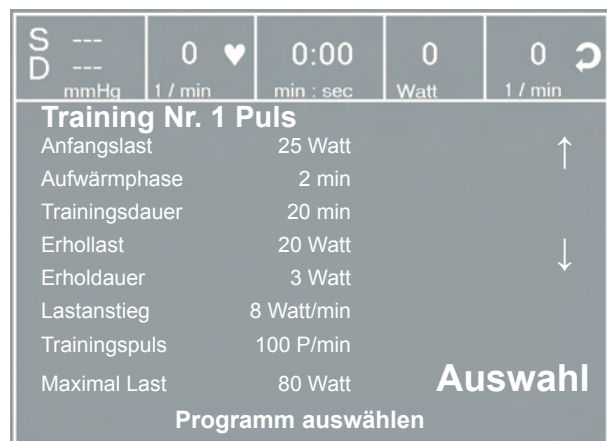 S --- 0 ♥ 0:00 0 0
D ---
mmHg 1 / min min : sec Watt 1 / min
Training Nr. 1 Puls
Anfangslast 25 Watt ↑
Aufwärmphase 2 min
Trainingsdauer 20 min
Erhollast 20 Watt ↓
Erholdauer 3 Watt
Lastanstieg 8 Watt/min
Trainingspuls 100 P/min
Maximal Last 80 Watt Auswahl
Programm auswählen